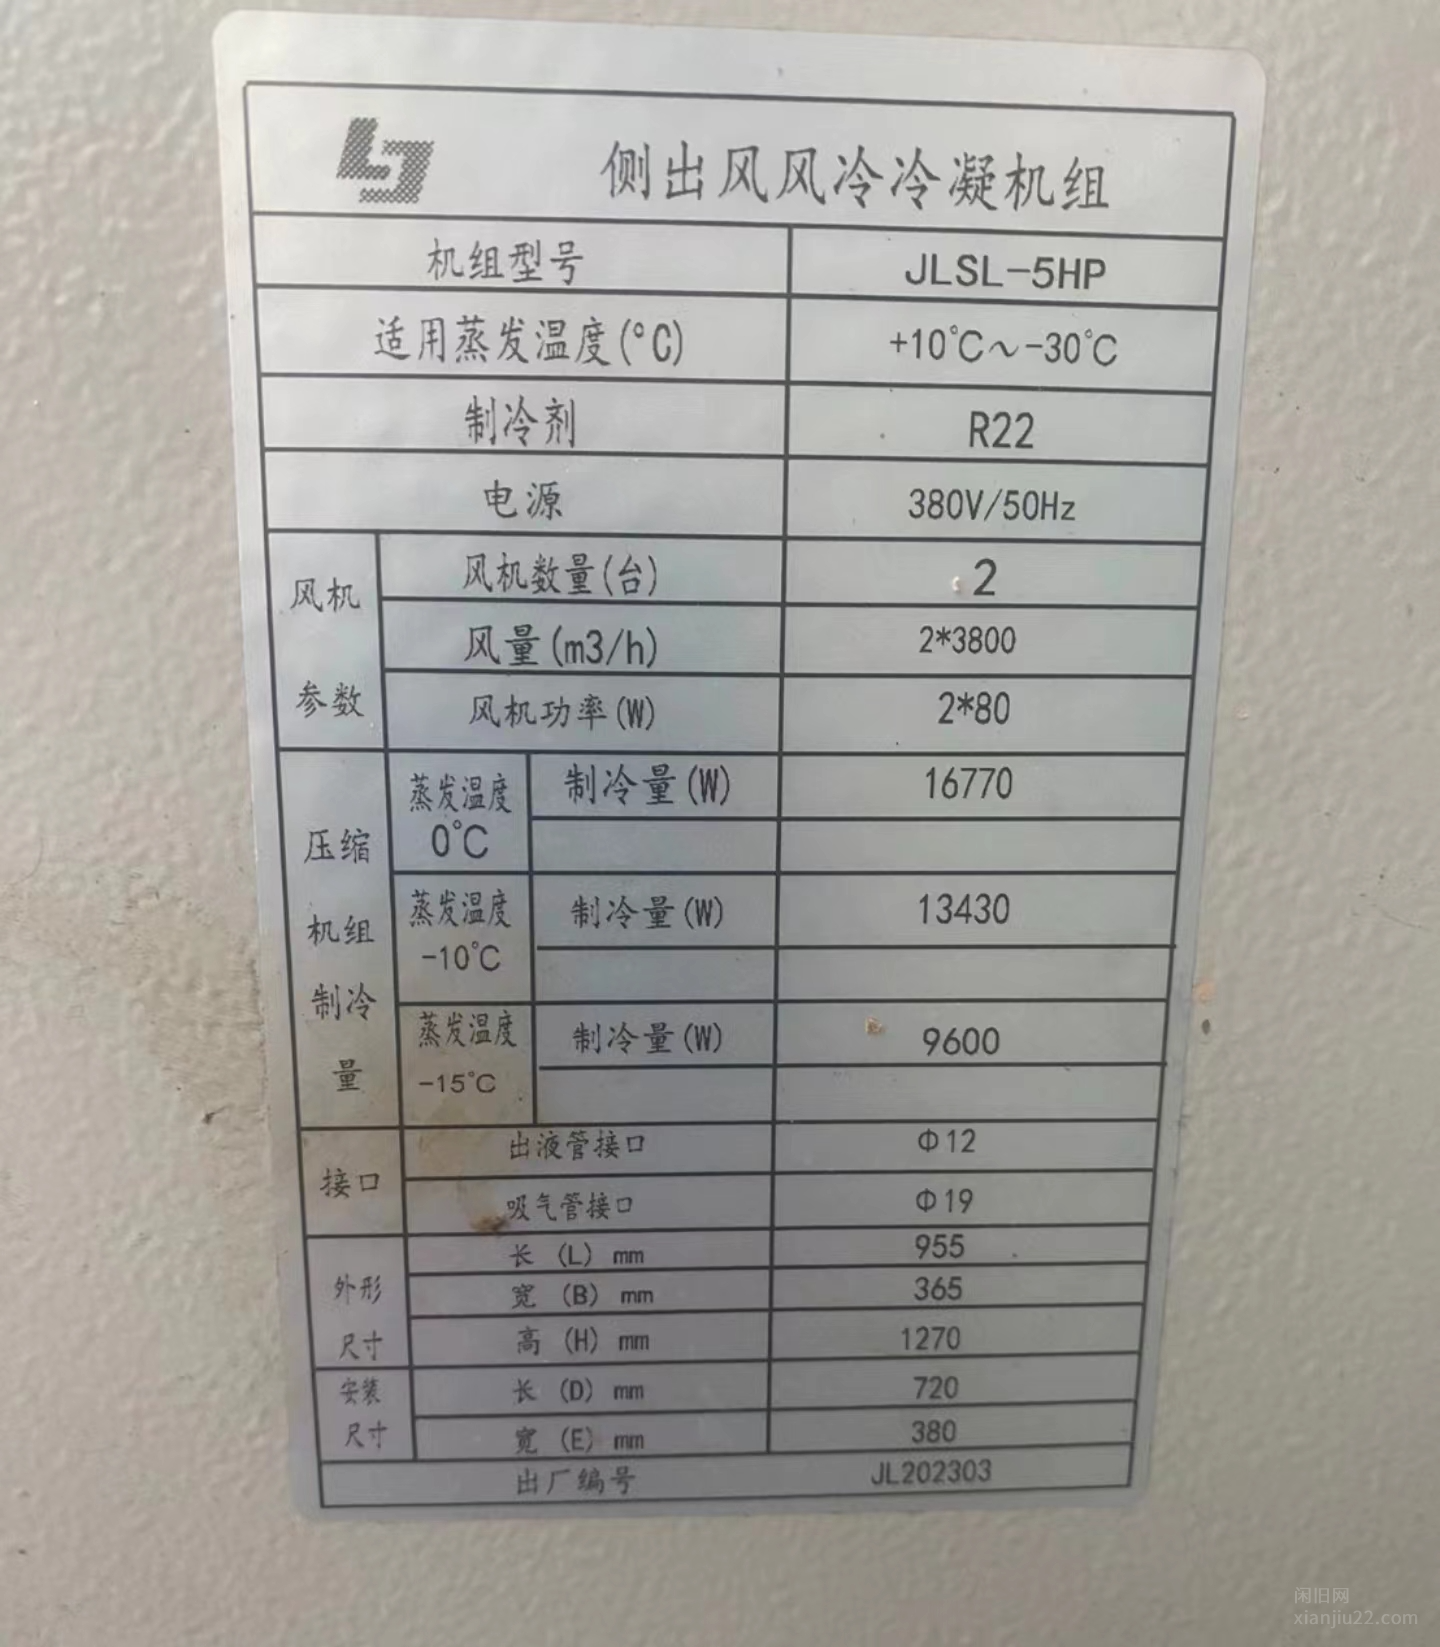 侧出风风冷冷凝机组
机组型号 JLSL-5HP
适用蒸发温度(°C) +10℃～-30℃
制冷剂 R22
电源 380V/50Hz
风机参数
风机数量(台) 2
风量(m3/h) 2*3800
风机功率(W) 2*80
压缩机组制冷量
蒸发温度 0℃ 制冷量(W) 16770
蒸发温度 -10℃ 制冷量(W) 13430
蒸发温度 -15℃ 制冷量(W) 9600
接口
出液管接口 Φ12
吸气管接口 Φ19
外形尺寸
长 (L) mm 955
宽 (B) mm 365
高 (H) mm 1270
安装尺寸
长 (D) mm 720
宽 (E) mm 380
出厂编号 JL202303
闲旧网
xianjiu22.com